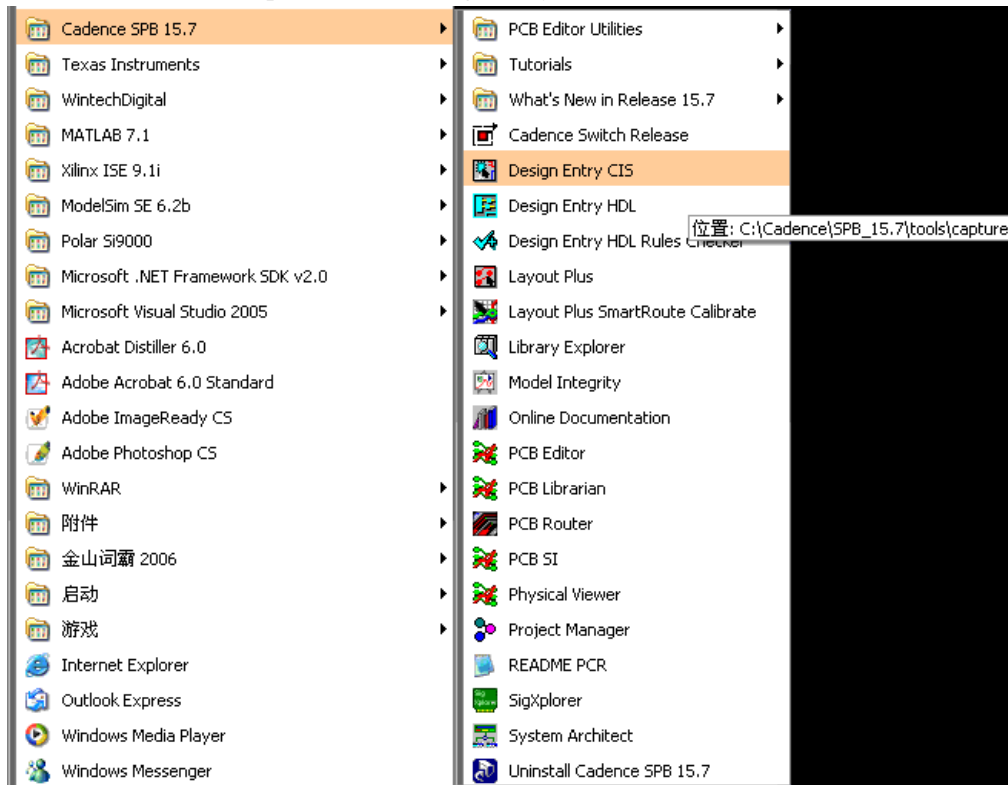 Cadence SPB 15.7
Texas Instruments
WintechDigital
MATLAB 7.1
Xilinx ISE 9.1i
ModelSim SE 6.2b
Polar Si9000
Microsoft .NET Framework SDK v2.0
Microsoft Visual Studio 2005
Acrobat Distiller 6.0
Adobe Acrobat 6.0 Standard
Adobe ImageReady CS
Adobe Photoshop CS
WinRAR
附件
金山词霸 2006
启动
游戏
Internet Explorer
Outlook Express
Windows Media Player
Windows Messenger
PCB Editor Utilities
Tutorials
What's New in Release 15.7
Cadence Switch Release
Design Entry CIS
Design Entry HDL
位置: C:\Cadence\SPB_15.7\tools\capture
Design Entry HDL Rules Checker
Layout Plus
Layout Plus SmartRoute Calibrate
Library Explorer
Model Integrity
Online Documentation
PCB Editor
PCB Librarian
PCB Router
PCB SI
Physical Viewer
Project Manager
README PCR
SigXplorer
System Architect
Uninstall Cadence SPB 15.7